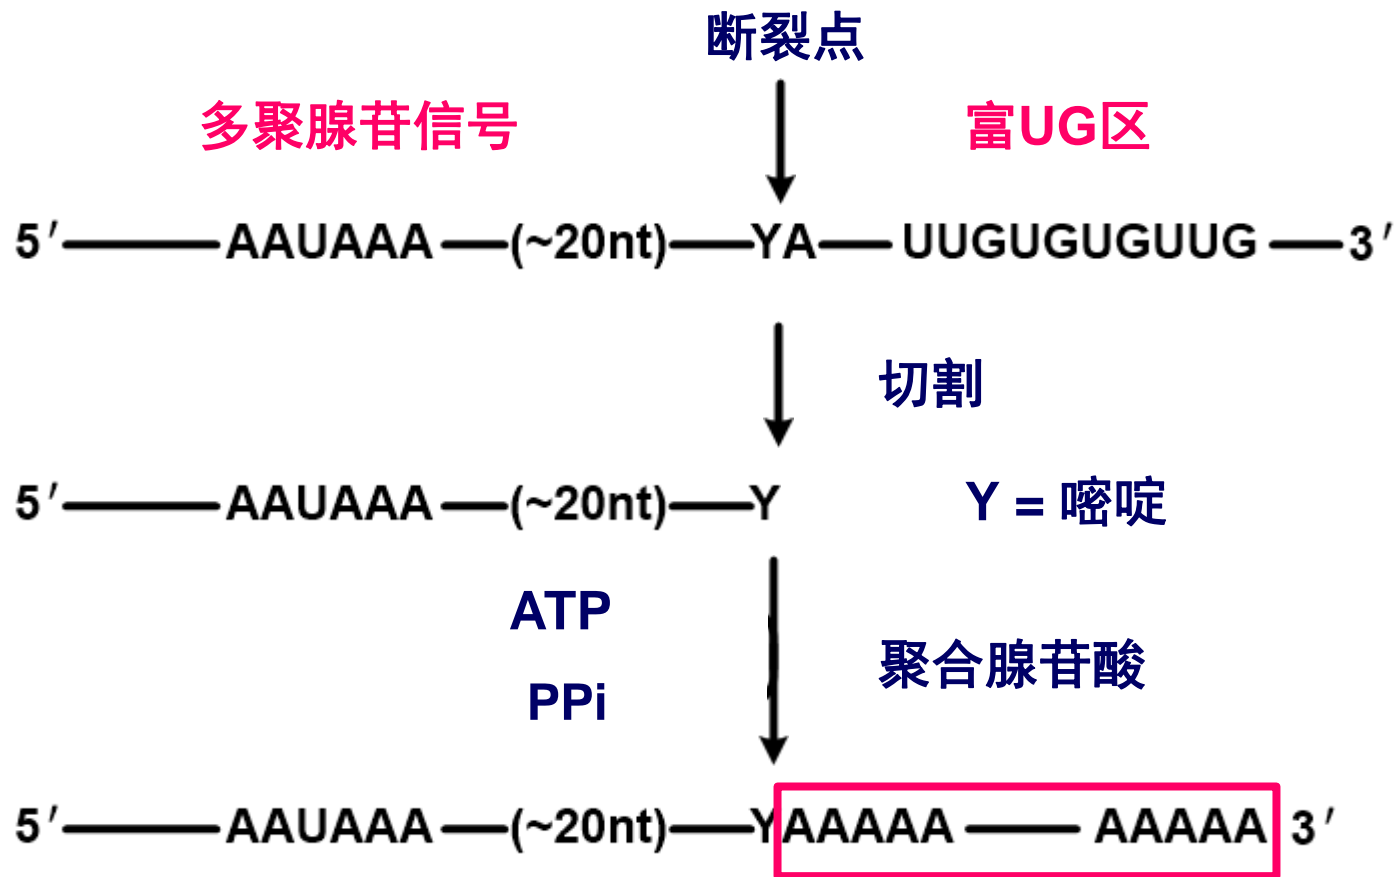 断裂点
多聚腺苷信号 富UG区
5′ AAUAAA (~20nt) YA UUGUGUGUUG 3′
切割
5′ AAUAAA (~20nt) Y Y = 嘧啶
ATP
聚合腺苷酸
PPi
5′ AAUAAA (~20nt) YAAAAA AAAAA 3′